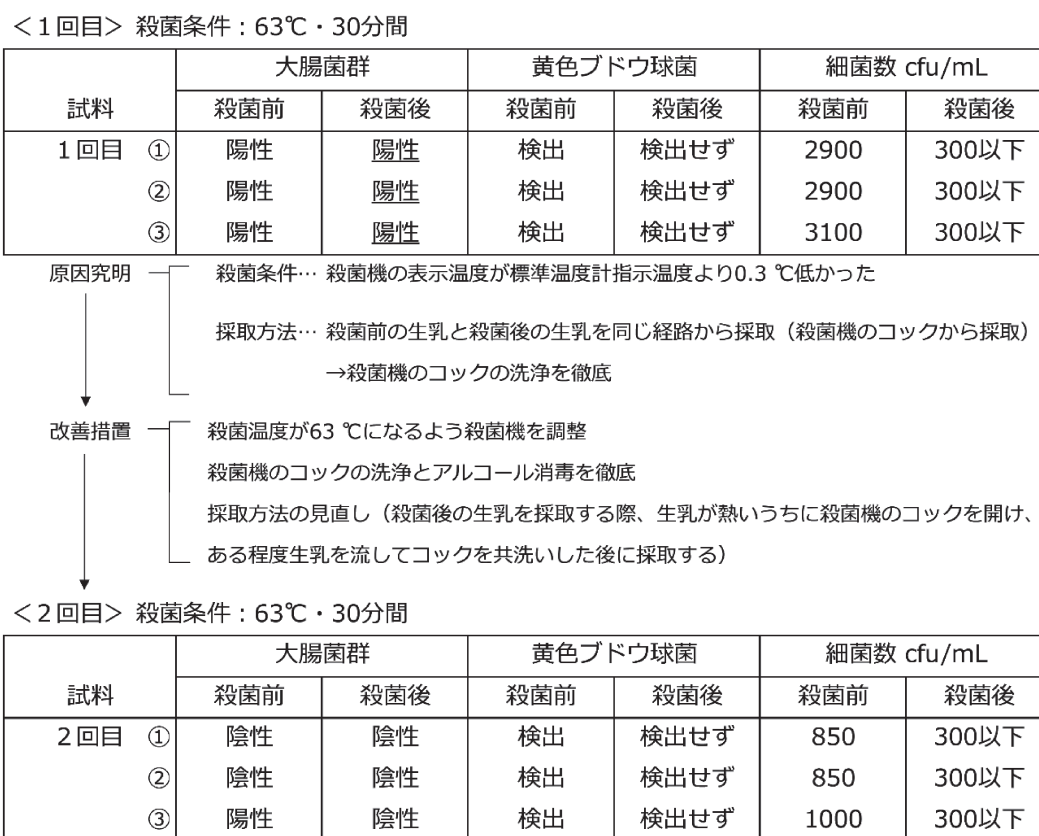 ＜１回目＞ 殺菌条件：63℃・30分間
大腸菌群 黄色ブドウ球菌 細菌数 cfu/mL
試料 殺菌前 殺菌後 殺菌前 殺菌後 殺菌前 殺菌後
１回目 ① 陽性 陽性 検出 検出せず 2900 300以下
② 陽性 陽性 検出 検出せず 2900 300以下
③ 陽性 陽性 検出 検出せず 3100 300以下
原因究明 殺菌条件… 殺菌機の表示温度が標準温度計指示温度より0.3 ℃低かった
採取方法… 殺菌前の生乳と殺菌後の生乳を同じ経路から採取（殺菌機のコックから採取）
→殺菌機のコックの洗浄を徹底
改善措置 殺菌温度が63 ℃になるよう殺菌機を調整
殺菌機のコックの洗浄とアルコール消毒を徹底
採取方法の見直し（殺菌後の生乳を採取する際、生乳が熱いうちに殺菌機のコックを開け、
ある程度生乳を流してコックを共洗いした後に採取する）
＜２回目＞ 殺菌条件：63℃・30分間
大腸菌群 黄色ブドウ球菌 細菌数 cfu/mL
試料 殺菌前 殺菌後 殺菌前 殺菌後 殺菌前 殺菌後
２回目 ① 陰性 陰性 検出 検出せず 850 300以下
② 陰性 陰性 検出 検出せず 850 300以下
③ 陽性 陰性 検出 検出せず 1000 300以下